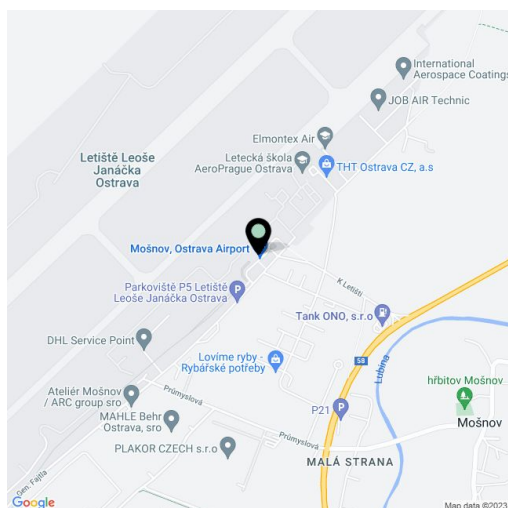 International
Aerospace Coatings
JOB AIR Technic
Elmontex Air
Letecká škola
AeroPrague Ostrava
THT Ostrava CZ, a.s
Letiště Leoše
Janáčka
Ostrava
Mošnov, Ostrava Airport
K Letišti
Parkoviště P5 Letiště
Leoše Janáčka Ostrava
P
Tank ONO, s.r.o
DHL Service Point
58
Lubina
Lovíme ryby -
Rybářské potřeby
hřbitov Mošnov
Ateliér Mošnov
/ ARC group sro
Průmyslová
P21
P
Mošnov
MAHLE Behr
Ostrava, sro
Průmyslová
PLAKOR CZECH s.r.o
MALÁ STRANA
Gen. Fajtla
Google
Map data ©2023